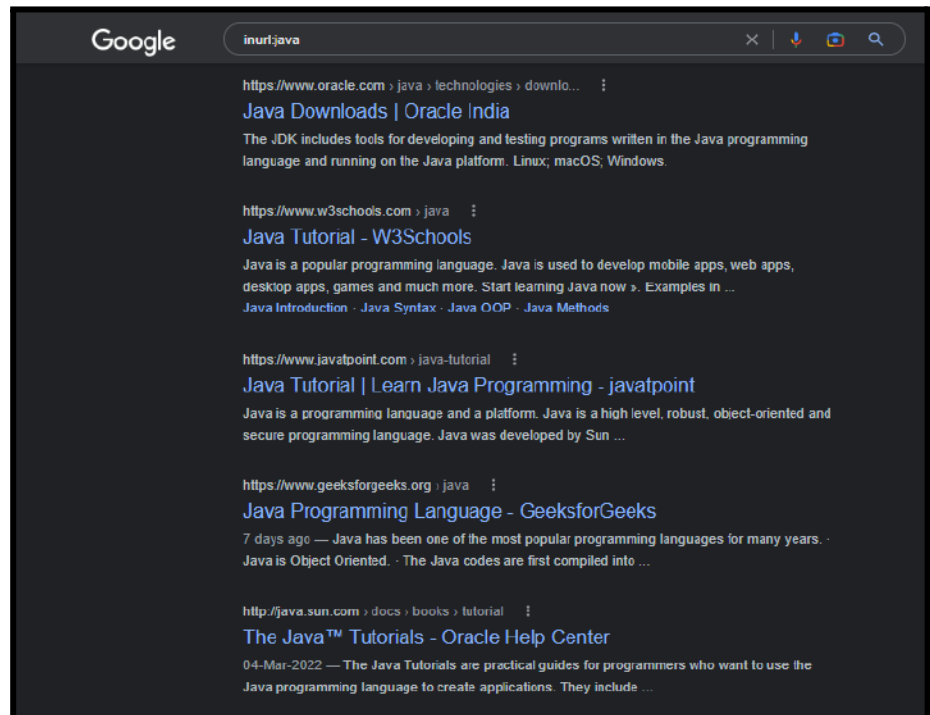 Google
inurl:java
https://www.oracle.com › java › technologies › downlo...
Java Downloads | Oracle India
The JDK includes tools for developing and testing programs written in the Java programming
language and running on the Java platform. Linux; macOS; Windows.
https://www.w3schools.com › java
Java Tutorial - W3Schools
Java is a popular programming language. Java is used to develop mobile apps, web apps,
desktop apps, games and much more. Start learning Java now ». Examples in ...
Java Introduction · Java Syntax · Java OOP · Java Methods
https://www.javatpoint.com › java-tutorial
Java Tutorial | Learn Java Programming - javatpoint
Java is a programming language and a platform. Java is a high level, robust, object-oriented and
secure programming language. Java was developed by Sun ...
https://www.geeksforgeeks.org › java
Java Programming Language - GeeksforGeeks
7 days ago — Java has been one of the most popular programming languages for many years. ·
Java is Object Oriented. · The Java codes are first compiled into ...
http://java.sun.com › docs › books › tutorial
The Java™ Tutorials - Oracle Help Center
04-Mar-2022 — The Java Tutorials are practical guides for programmers who want to use the
Java programming language to create applications. They include ...